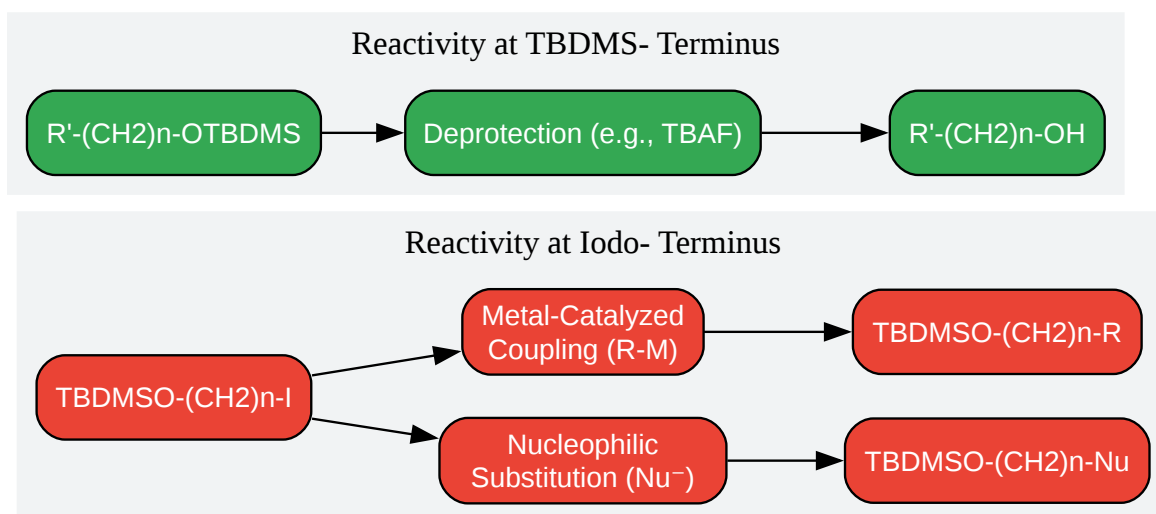 Reactivity at TBDMS- Terminus
R'-(CH2)n-OTBDMS
Deprotection (e.g., TBAF)
R'-(CH2)n-OH
Reactivity at Iodo- Terminus
TBDMSO-(CH2)n-I
Metal-Catalyzed
Coupling (R-M)
TBDMSO-(CH2)n-R
Nucleophilic
Substitution (Nu⁻)
TBDMSO-(CH2)n-Nu